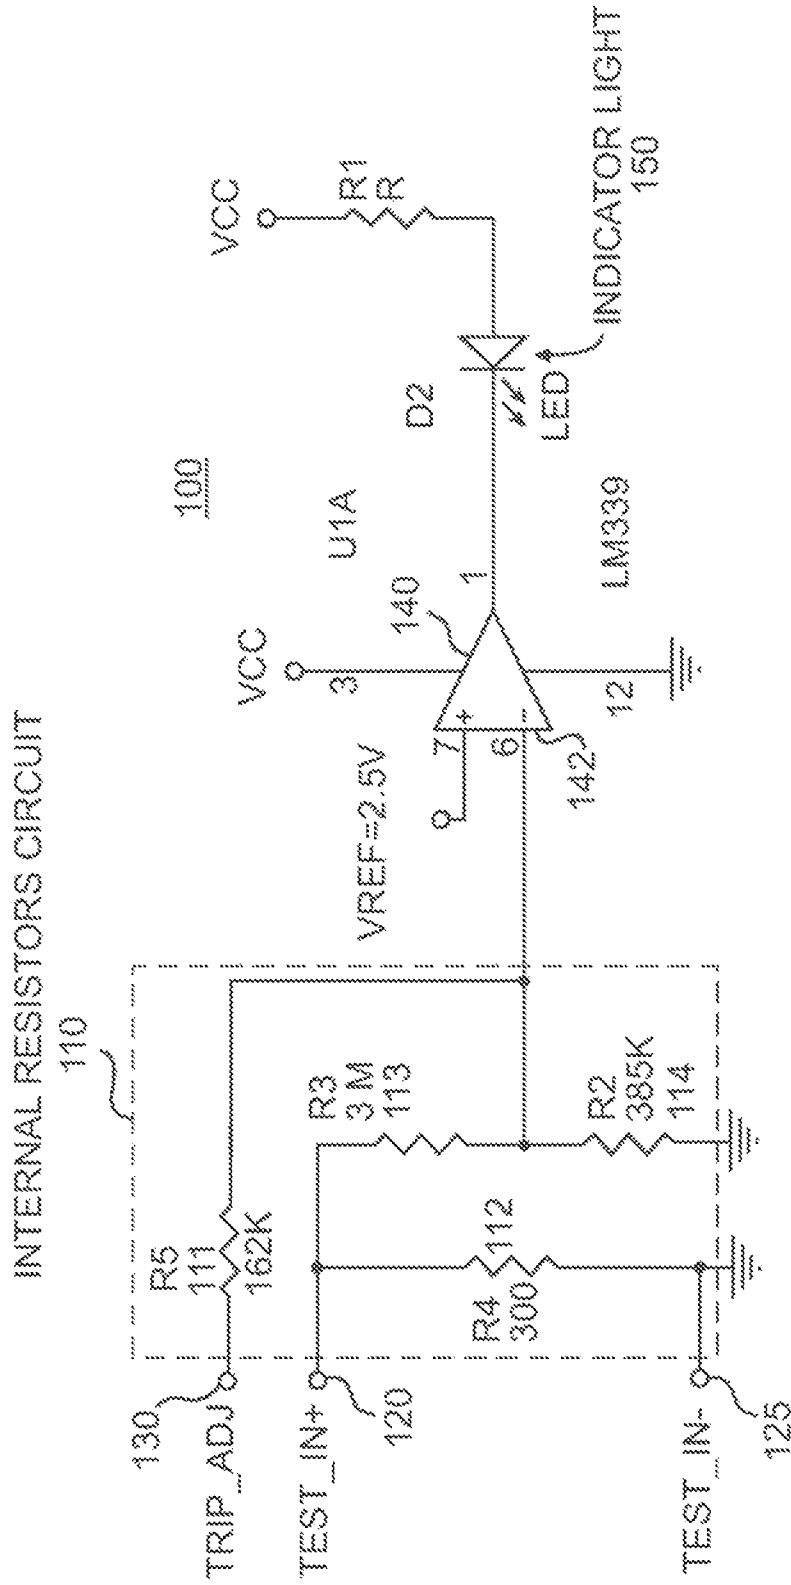 INTERNAL RESISTORS CIRCUIT
100
110
130
TRIP_ADJ
R5
111
162K
TEST_IN+
120
R3
3 M
113
R4
300
112
R2
385K
114
TEST_IN-
125
VREF=2.5V
7
+
6
-
142
VCC
3
140
U1A
1
12
LM339
D2
LED
VCC
R1
R
INDICATOR LIGHT
150